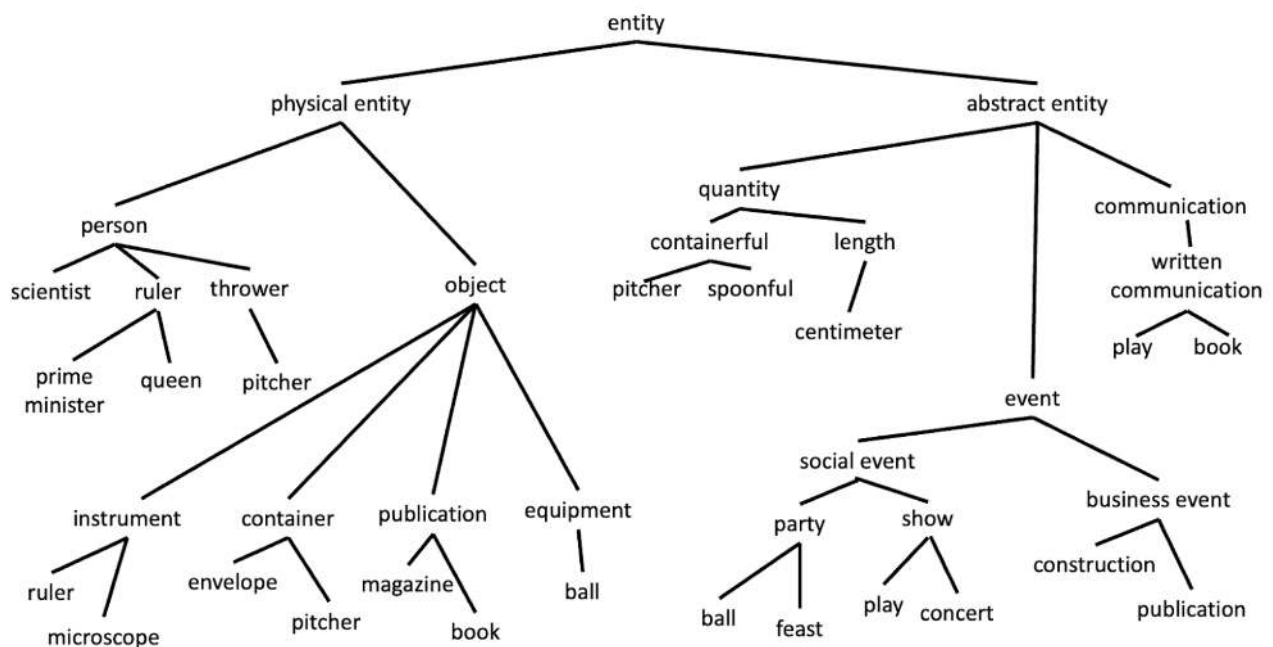 entity
physical entity
abstract entity
quantity
communication
person
containerful
length
written
communication
scientist
ruler
thrower
object
pitcher
spoonful
centimeter
play
book
prime
minister
queen
pitcher
event
social event
business event
instrument
container
publication
equipment
party
show
construction
ruler
envelope
magazine
ball
microscope
pitcher
book
ball
feast
play
concert
publication